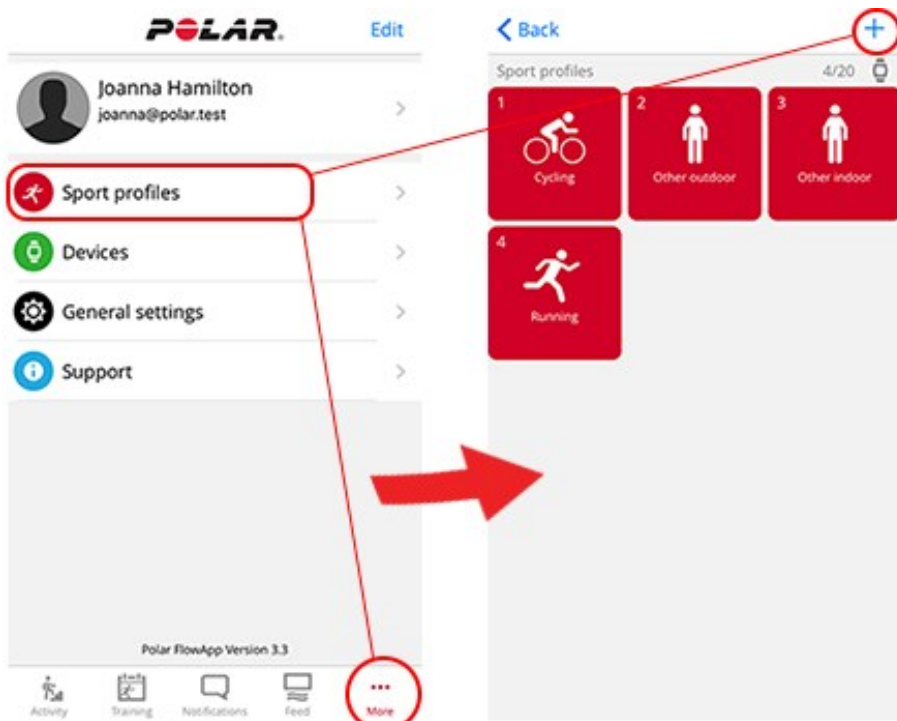 POLAR.
Edit
Joanna Hamilton
joanna@polar.test
Sport profiles
Devices
General settings
Support
Polar FlowApp Version 3.3
Activity
Training
Notifications
Feed
More
Back
Sport profiles
4/20
1
Cycling
2
Other outdoor
3
Other indoor
4
Running